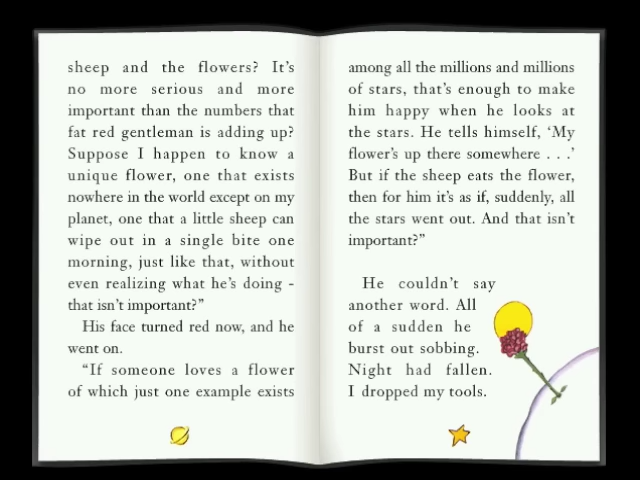 sheep and the flowers? It's
no more serious and more
important than the numbers that
fat red gentleman is adding up?
Suppose I happen to know a
unique flower, one that exists
nowhere in the world except on my
planet, one that a little sheep can
wipe out in a single bite one
morning, just like that, without
even realizing what he's doing -
that isn't important?"
His face turned red now, and he
went on.
"If someone loves a flower
of which just one example exists
among all the millions and millions
of stars, that's enough to make
him happy when he looks at
the stars. He tells himself, 'My
flower's up there somewhere . . .'
But if the sheep eats the flower,
then for him it's as if, suddenly, all
the stars went out. And that isn't
important?"
He couldn't say
another word. All
of a sudden he
burst out sobbing.
Night had fallen.
I dropped my tools.